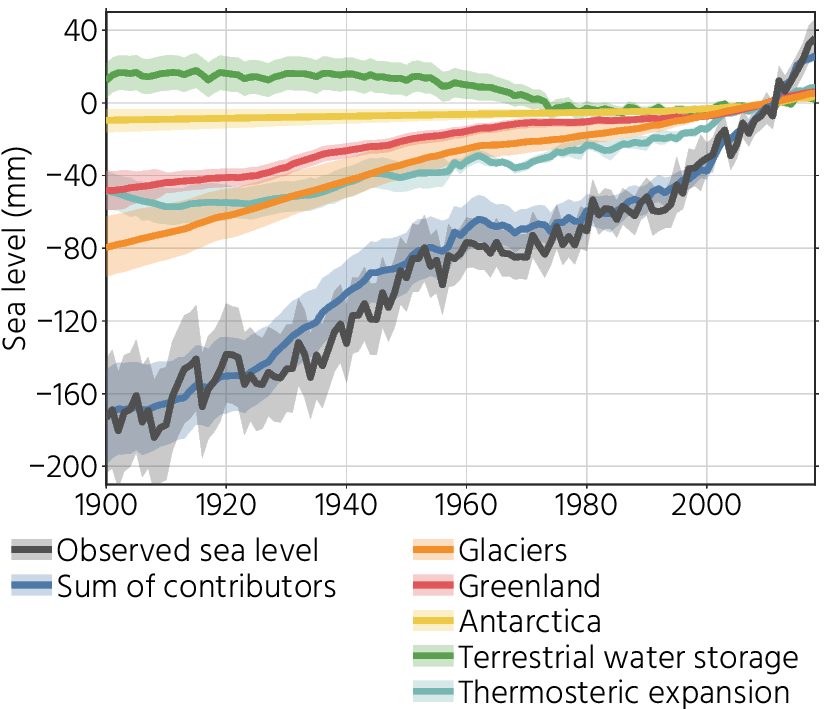 40
0
−40
−80
−120
−160
−200
Sea level (mm)
1900 1920 1940 1960 1980 2000
Observed sea level
Sum of contributors
Glaciers
Greenland
Antarctica
Terrestrial water storage
Thermosteric expansion